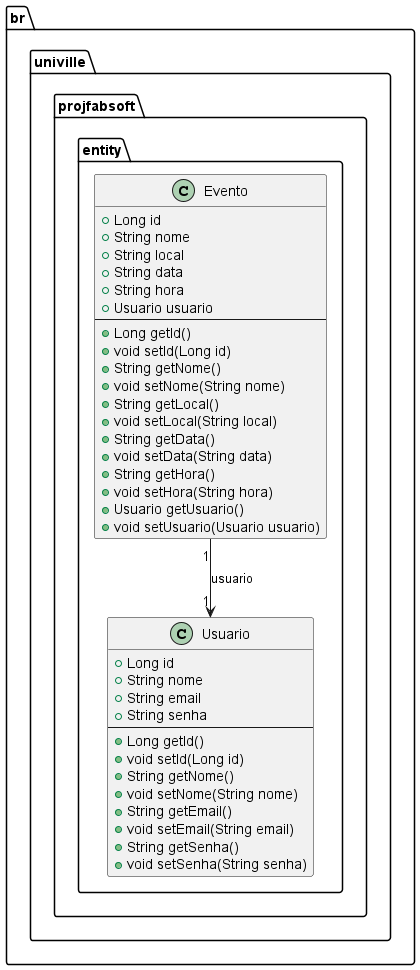 br
univille
projfabsoft
entity
C Evento
Long id
String nome
String local
String data
String hora
Usuario usuario
Long getId()
void setId(Long id)
String getNome()
void setNome(String nome)
String getLocal()
void setLocal(String local)
String getData()
void setData(String data)
String getHora()
void setHora(String hora)
Usuario getUsuario()
void setUsuario(Usuario usuario)
1
usuario
1
C Usuario
Long id
String nome
String email
String senha
Long getId()
void setId(Long id)
String getNome()
void setNome(String nome)
String getEmail()
void setEmail(String email)
String getSenha()
void setSenha(String senha)